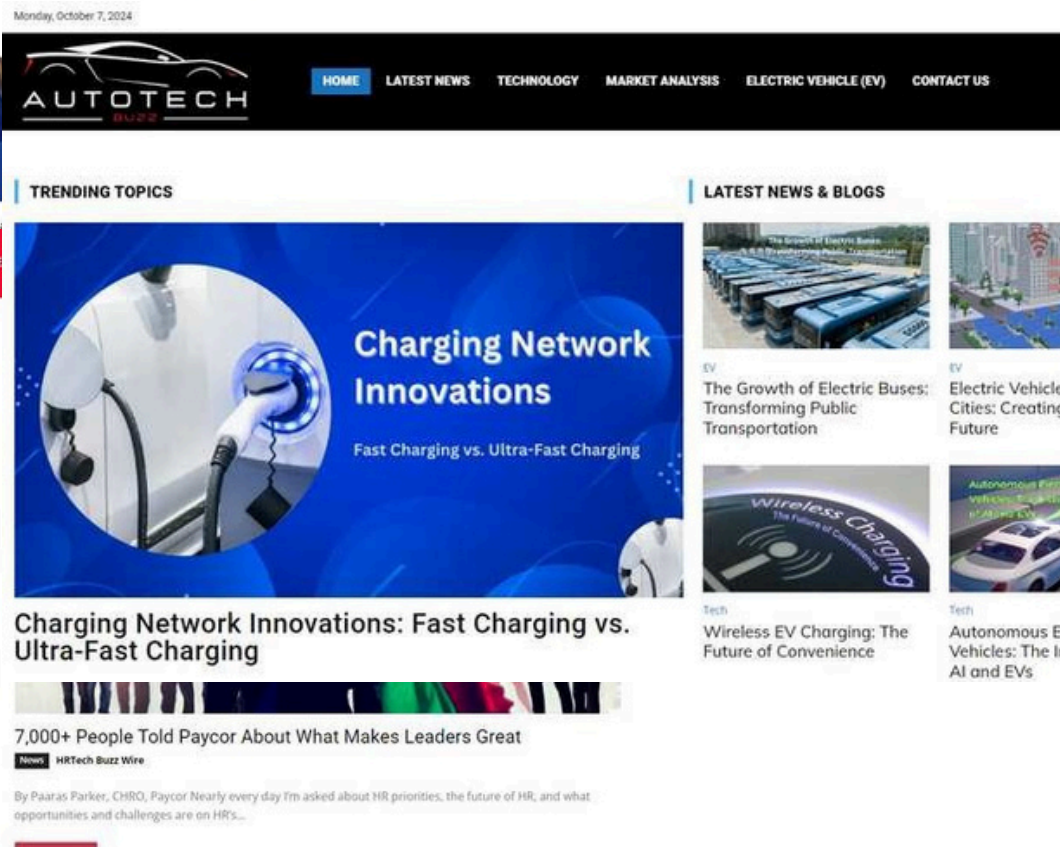 Monday, October 7, 2024
AUTOTECH
BUZZ
HOME
LATEST NEWS
TECHNOLOGY
MARKET ANALYSIS
ELECTRIC VEHICLE (EV)
CONTACT US
TRENDING TOPICS
Charging Network
Innovations
Fast Charging vs. Ultra-Fast Charging
Charging Network Innovations: Fast Charging vs.
Ultra-Fast Charging
7,000+ People Told Paycor About What Makes Leaders Great
News HRTech Buzz Wire
By Paaras Parker, CHRO, Paycor Nearly every day I'm asked about HR priorities, the future of HR, and what
opportunities and challenges are on HR's...
LATEST NEWS & BLOGS
The Growth of Electric Buses:
Transforming Public Transportation
EV
The Growth of Electric Buses:
Transforming Public
Transportation
EV
Electric Vehicle
Cities: Creating
Future
Wireless Charging
The Future of Convenience
Tech
Wireless EV Charging: The
Future of Convenience
Autonomous
Tech
Autonomous E
Vehicles: The I
AI and EVs